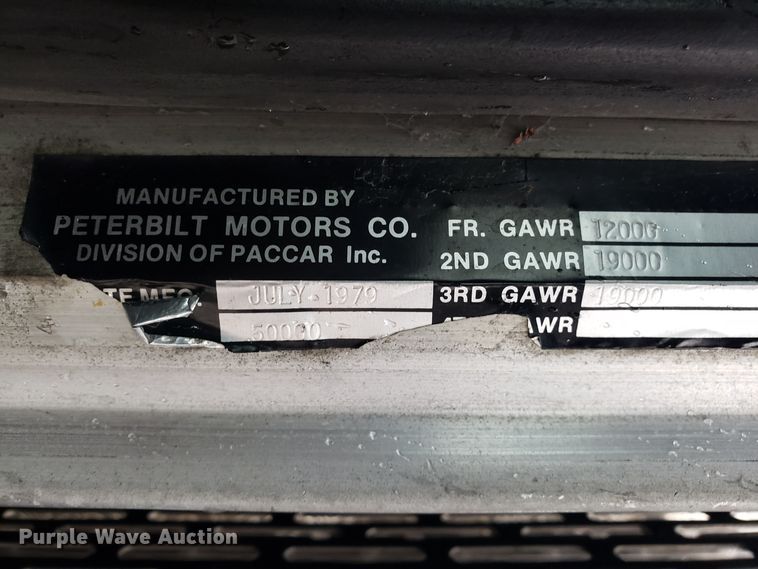 MANUFACTURED BY
PETERBILT MOTORS CO.
DIVISION OF PACCAR Inc.
FR. GAWR 12000
2ND GAWR 19000
JULY 1979
3RD GAWR 19000
50000
GAWR
Purple Wave Auction